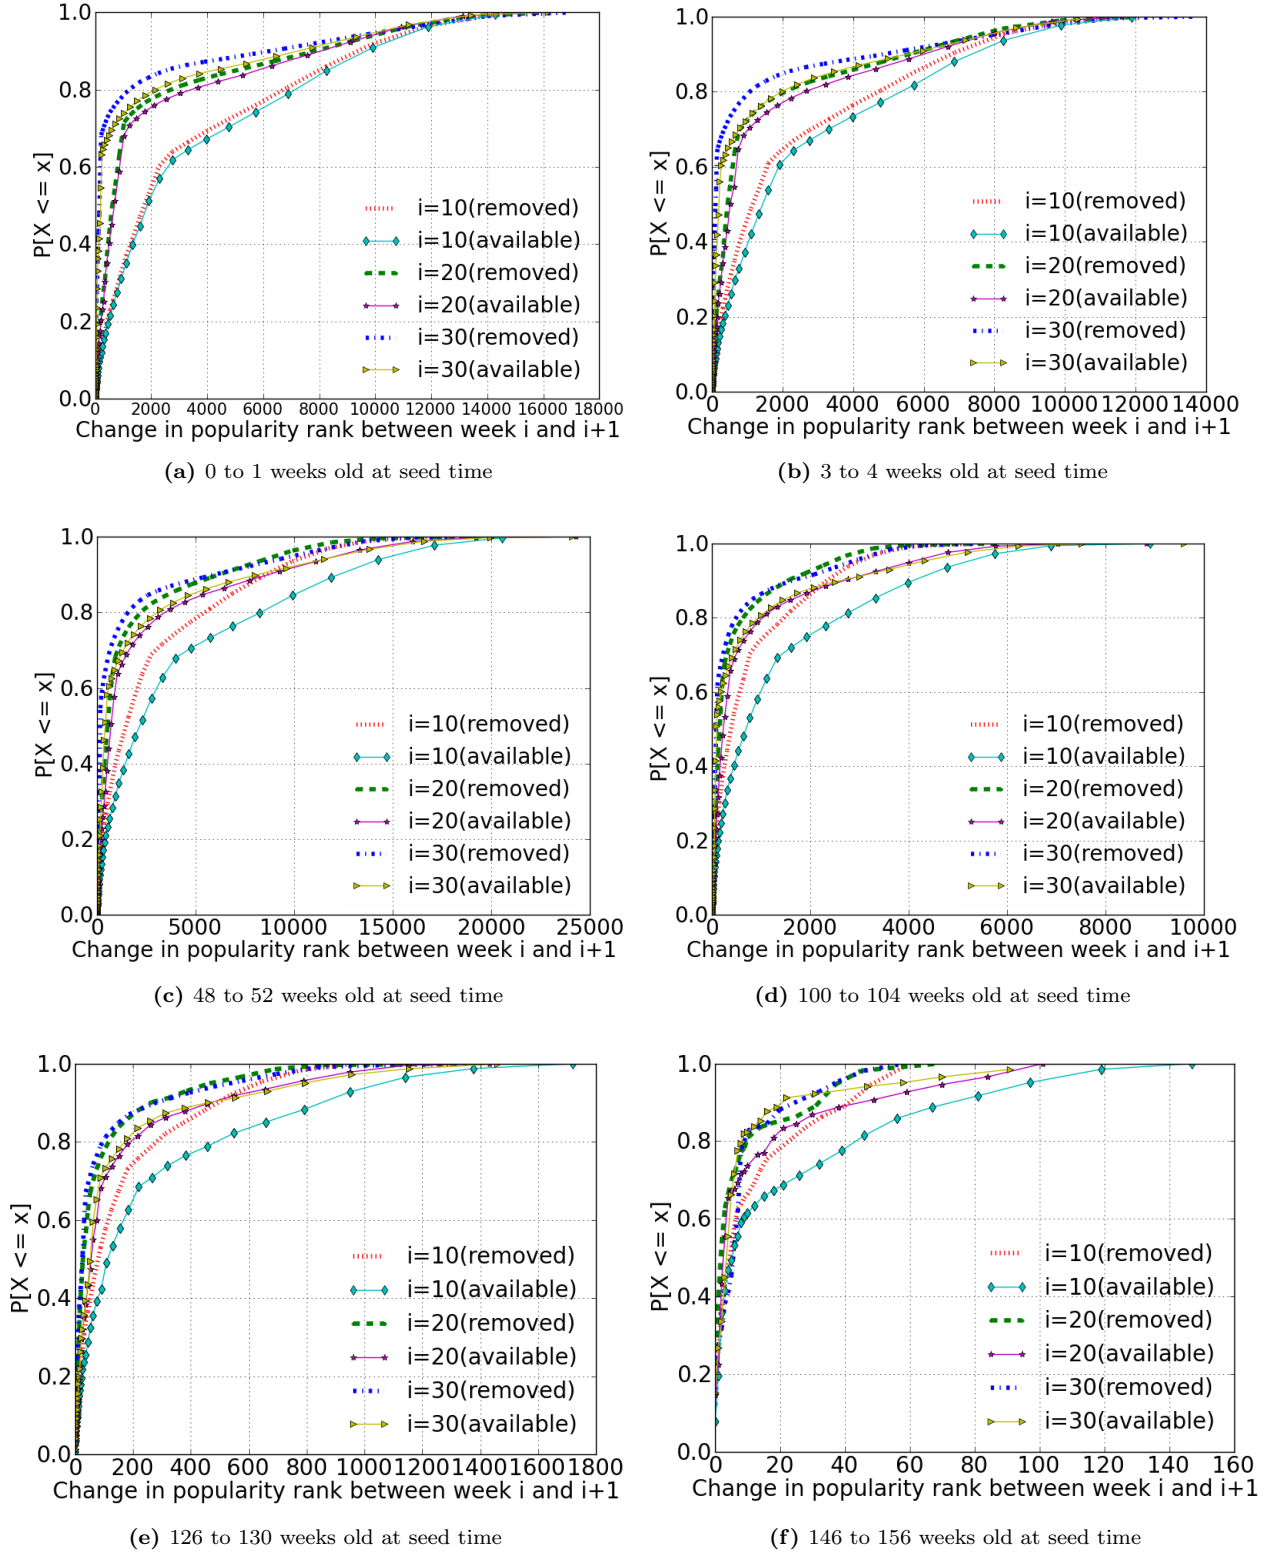 1.0
0.8
0.6
0.4
0.2
0.0
P[X <= x]
i=10(removed)
i=10(available)
i=20(removed)
i=20(available)
i=30(removed)
i=30(available)
0 2000 4000 6000 8000 10000 12000 14000 16000 18000
Change in popularity rank between week i and i+1
(a) 0 to 1 weeks old at seed time
1.0
0.8
0.6
0.4
0.2
0.0
P[X <= x]
i=10(removed)
i=10(available)
i=20(removed)
i=20(available)
i=30(removed)
i=30(available)
0 2000 4000 6000 8000 10000 12000 14000
Change in popularity rank between week i and i+1
(b) 3 to 4 weeks old at seed time
1.0
0.8
0.6
0.4
0.2
0.0
P[X <= x]
i=10(removed)
i=10(available)
i=20(removed)
i=20(available)
i=30(removed)
i=30(available)
0 5000 10000 15000 20000 25000
Change in popularity rank between week i and i+1
(c) 48 to 52 weeks old at seed time
1.0
0.8
0.6
0.4
0.2
0.0
P[X <= x]
i=10(removed)
i=10(available)
i=20(removed)
i=20(available)
i=30(removed)
i=30(available)
0 2000 4000 6000 8000 10000
Change in popularity rank between week i and i+1
(d) 100 to 104 weeks old at seed time
1.0
0.8
0.6
0.4
0.2
0.0
P[X <= x]
i=10(removed)
i=10(available)
i=20(removed)
i=20(available)
i=30(removed)
i=30(available)
0 200 400 600 800 1000 1200 1400 1600 1800
Change in popularity rank between week i and i+1
(e) 126 to 130 weeks old at seed time
1.0
0.8
0.6
0.4
0.2
0.0
P[X <= x]
i=10(removed)
i=10(available)
i=20(removed)
i=20(available)
i=30(removed)
i=30(available)
0 20 40 60 80 100 120 140 160
Change in popularity rank between week i and i+1
(f) 146 to 156 weeks old at seed time